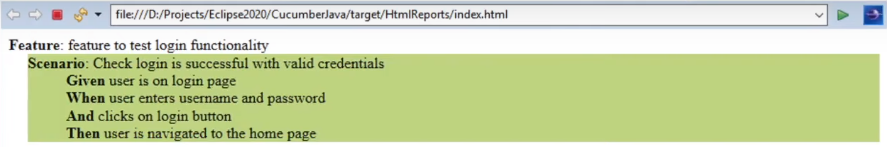 file:///D:/Projects/Eclipse2020/CucumberJava/target/HtmlReports/index.html
Feature: feature to test login functionality
Scenario: Check login is successful with valid credentials
Given user is on login page
When user enters username and password
And clicks on login button
Then user is navigated to the home page